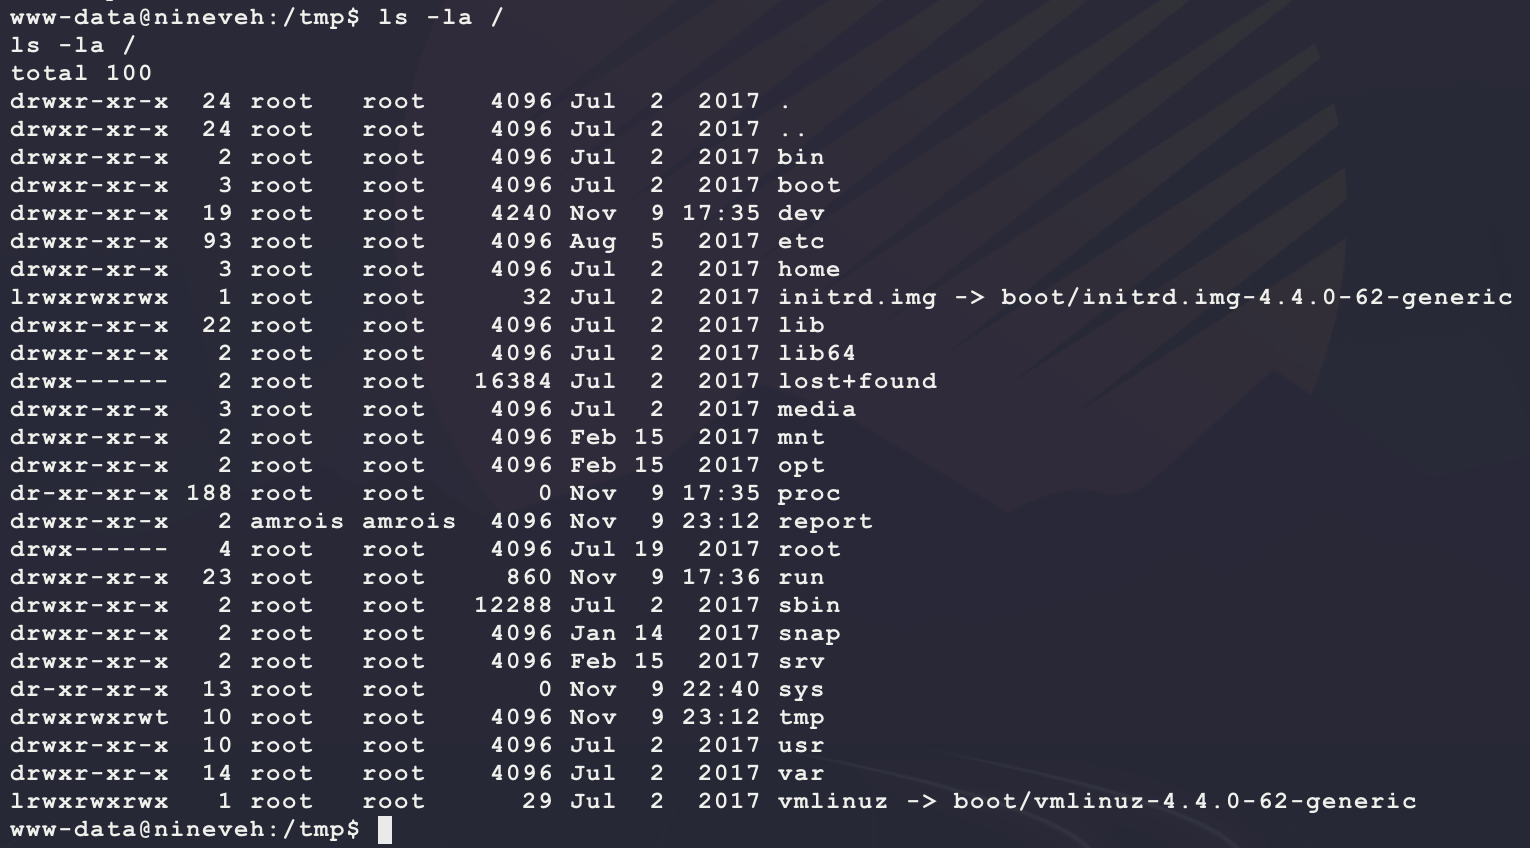 www-data@nineveh:/tmp$ ls -la /
ls -la /
total 100
drwxr-xr-x  24 root   root    4096 Jul  2  2017 .
drwxr-xr-x  24 root   root    4096 Jul  2  2017 ..
drwxr-xr-x   2 root   root    4096 Jul  2  2017 bin
drwxr-xr-x   3 root   root    4096 Jul  2  2017 boot
drwxr-xr-x  19 root   root    4240 Nov  9 17:35 dev
drwxr-xr-x  93 root   root    4096 Aug  5  2017 etc
drwxr-xr-x   3 root   root    4096 Jul  2  2017 home
lrwxrwxrwx   1 root   root      32 Jul  2  2017 initrd.img -> boot/initrd.img-4.4.0-62-generic
drwxr-xr-x  22 root   root    4096 Jul  2  2017 lib
drwxr-xr-x   2 root   root    4096 Jul  2  2017 lib64
drwx------   2 root   root   16384 Jul  2  2017 lost+found
drwxr-xr-x   3 root   root    4096 Jul  2  2017 media
drwxr-xr-x   2 root   root    4096 Feb 15  2017 mnt
drwxr-xr-x   2 root   root    4096 Feb 15  2017 opt
dr-xr-xr-x 188 root   root       0 Nov  9 17:35 proc
drwxr-xr-x   2 amrois amrois  4096 Nov  9 23:12 report
drwx------   4 root   root    4096 Jul 19  2017 root
drwxr-xr-x  23 root   root     860 Nov  9 17:36 run
drwxr-xr-x   2 root   root   12288 Jul  2  2017 sbin
drwxr-xr-x   2 root   root    4096 Jan 14  2017 snap
drwxr-xr-x   2 root   root    4096 Feb 15  2017 srv
dr-xr-xr-x  13 root   root       0 Nov  9 22:40 sys
drwxrwxrwt  10 root   root    4096 Nov  9 23:12 tmp
drwxr-xr-x  10 root   root    4096 Jul  2  2017 usr
drwxr-xr-x  14 root   root    4096 Jul  2  2017 var
lrwxrwxrwx   1 root   root      29 Jul  2  2017 vmlinuz -> boot/vmlinuz-4.4.0-62-generic
www-data@nineveh:/tmp$